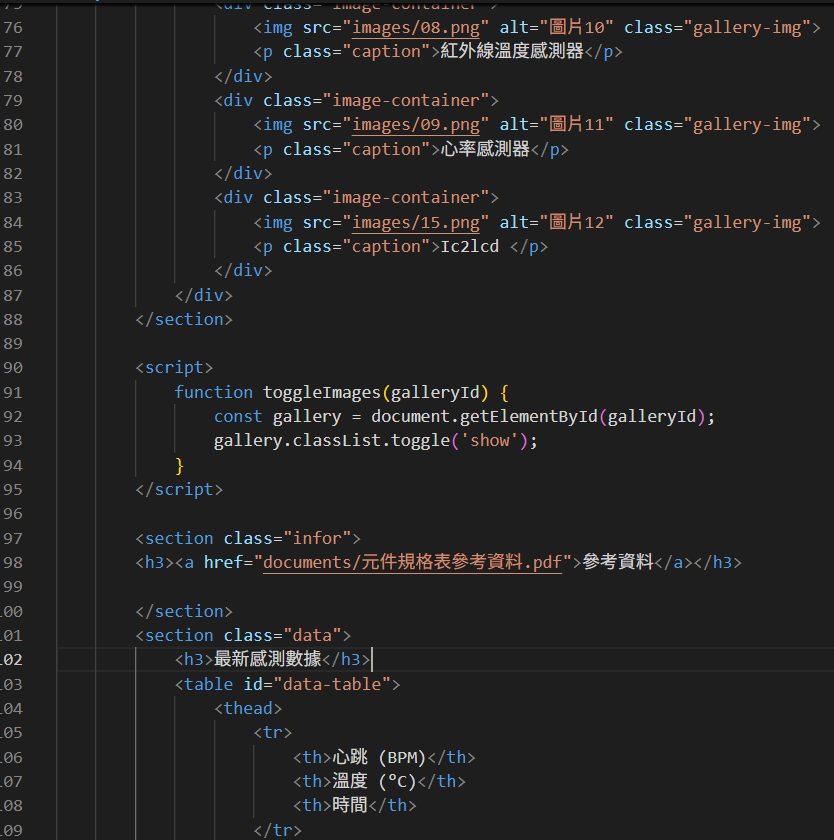 75 <div class="image-container">
76 <img src="images/08.png" alt="圖片10" class="gallery-img">
77 <p class="caption">紅外線溫度感測器</p>
78 </div>
79 <div class="image-container">
80 <img src="images/09.png" alt="圖片11" class="gallery-img">
81 <p class="caption">心率感測器</p>
82 </div>
83 <div class="image-container">
84 <img src="images/15.png" alt="圖片12" class="gallery-img">
85 <p class="caption">Ic2lcd </p>
86 </div>
87 </div>
88 </section>
89
90 <script>
91 function toggleImages(galleryId) {
92 const gallery = document.getElementById(galleryId);
93 gallery.classList.toggle('show');
94 }
95 </script>
96
97 <section class="infor">
98 <h3><a href="documents/元件規格表參考資料.pdf">參考資料</a></h3>
99
100 </section>
101 <section class="data">
102 <h3>最新感測數據</h3>
103 <table id="data-table">
104 <thead>
105 <tr>
106 <th>心跳 (BPM)</th>
107 <th>溫度 (°C)</th>
108 <th>時間</th>
109 </tr>